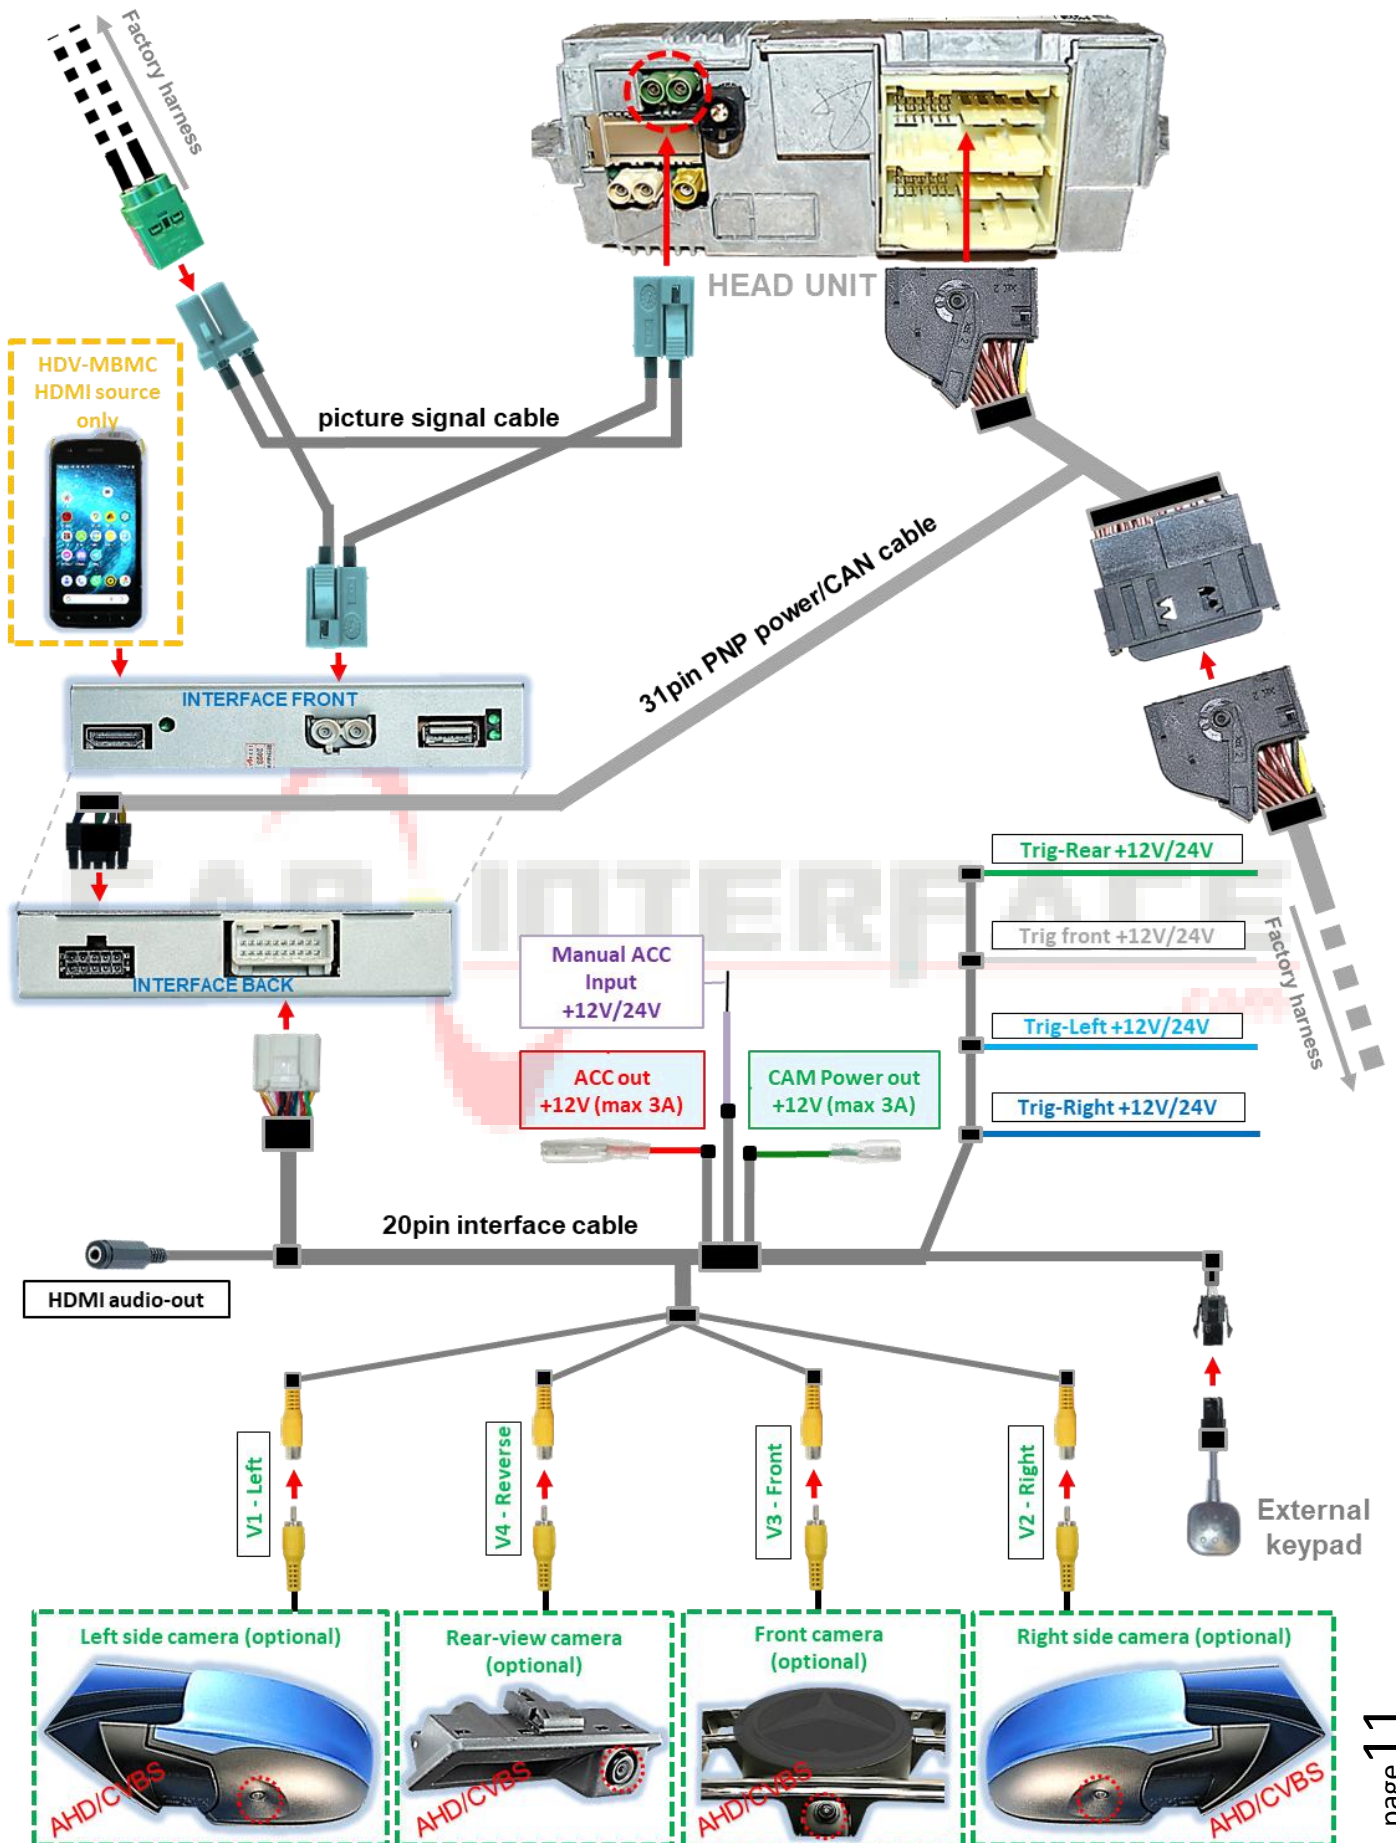 Factory harness
HEAD UNIT
HDV-MBMC
HDMI source
only
picture signal cable
31pin PNP power/CAN cable
INTERFACE FRONT
INTERFACE BACK
CAR INTERFACE
.com
Trig-Rear +12V/24V
Trig front +12V/24V
Trig-Left +12V/24V
Trig-Right +12V/24V
Factory harness
Manual ACC
Input
+12V/24V
ACC out
+12V (max 3A)
CAM Power out
+12V (max 3A)
20pin interface cable
HDMI audio-out
V1 - Left
V4 - Reverse
V3 - Front
V2 - Right
External
keypad
Left side camera (optional)
AHD/CVBS
Rear-view camera
(optional)
AHD/CVBS
Front camera
(optional)
AHD/CVBS
Right side camera (optional)
AHD/CVBS
page 11